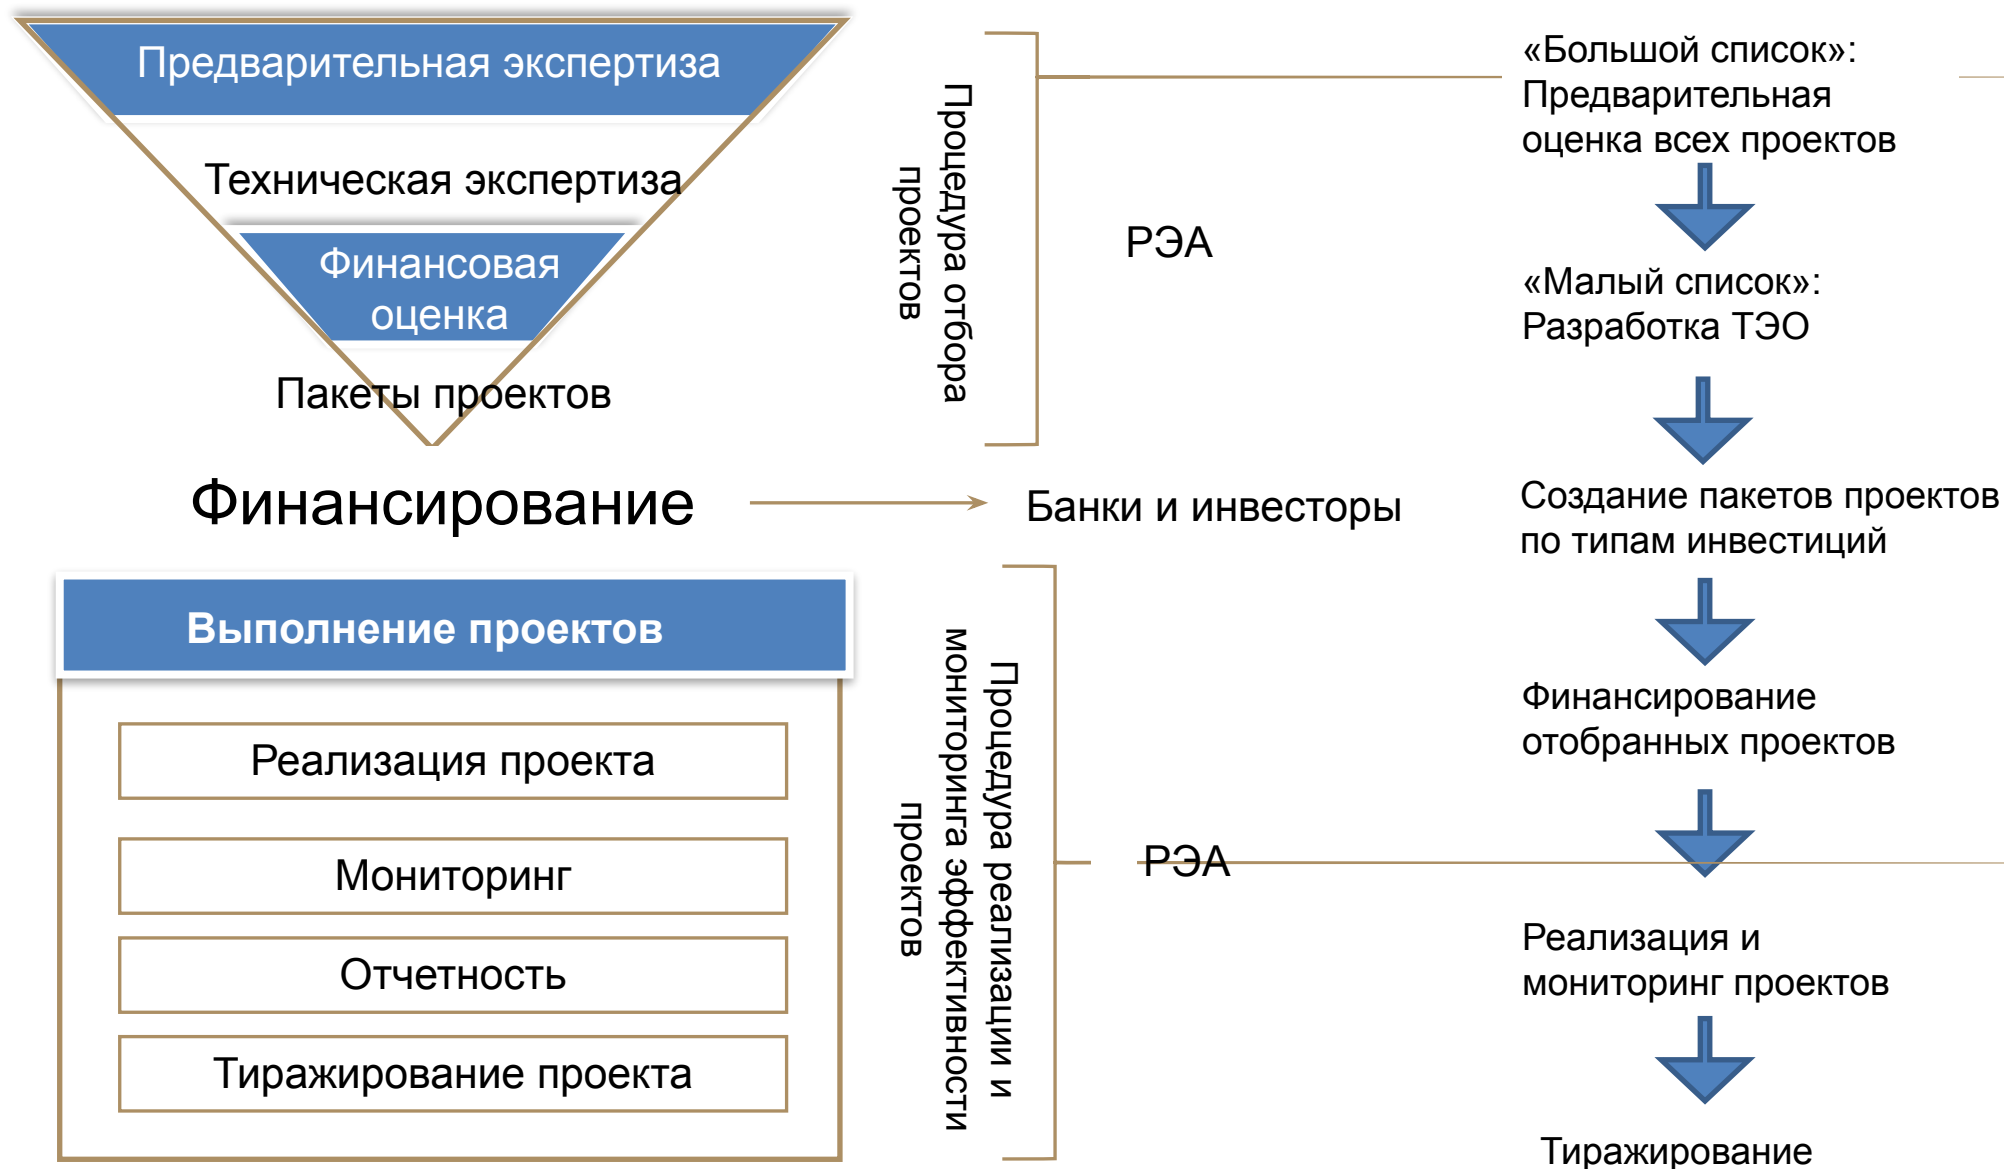 Предварительная экспертиза
Техническая экспертиза
Финансовая
оценка
Пакеты проектов
Процедура отбора
проектов
РЭА
Финансирование
Банки и инвесторы
Выполнение проектов
Реализация проекта
Мониторинг
Отчетность
Тиражирование проекта
Процедура реализации и
мониторинга эффективности
проектов
РЭА
«Большой список»:
Предварительная
оценка всех проектов
«Малый список»:
Разработка ТЭО
Создание пакетов проектов
по типам инвестиций
Финансирование
отобранных проектов
Реализация и
мониторинг проектов
Тиражирование